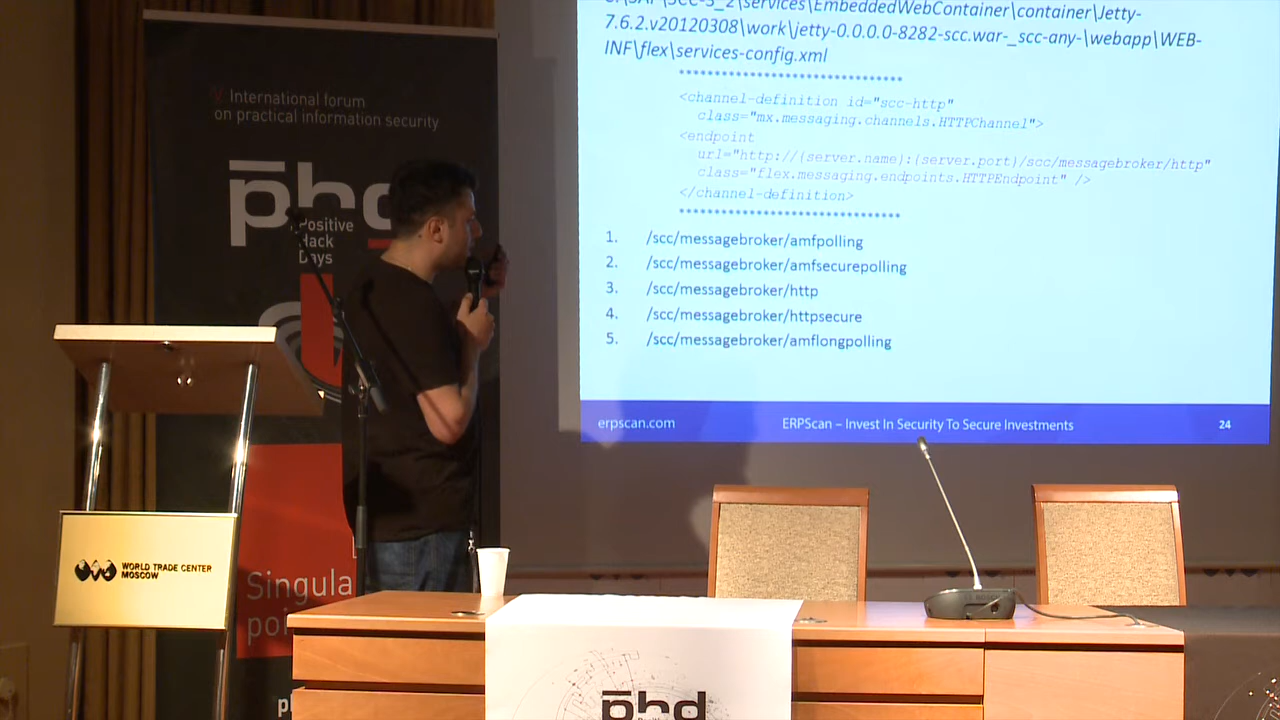 International forum
on practical information security
phd
Positive
Hack
Days
Singula
poi
WORLD TRADE CENTER
MOSCOW
7.6.2.v20120308\work\jetty-0.0.0.0-8282-scc.war-_scc-any-\webapp\WEB-
INF\flex\services-config.xml
*******************************
<channel-definition id="scc-http"
class="mx.messaging.channels.HTTPChannel">
<endpoint
url="http://{server.name}:{server.port}/scc/messagebroker/http"
class="flex.messaging.endpoints.HTTPEndpoint" />
</channel-definition>
*******************************
1. /scc/messagebroker/amfpolling
2. /scc/messagebroker/amfsecurepolling
3. /scc/messagebroker/http
4. /scc/messagebroker/httpsecure
5. /scc/messagebroker/amflongpolling
erpscan.com
ERPScan – Invest In Security To Secure Investments
24
phd